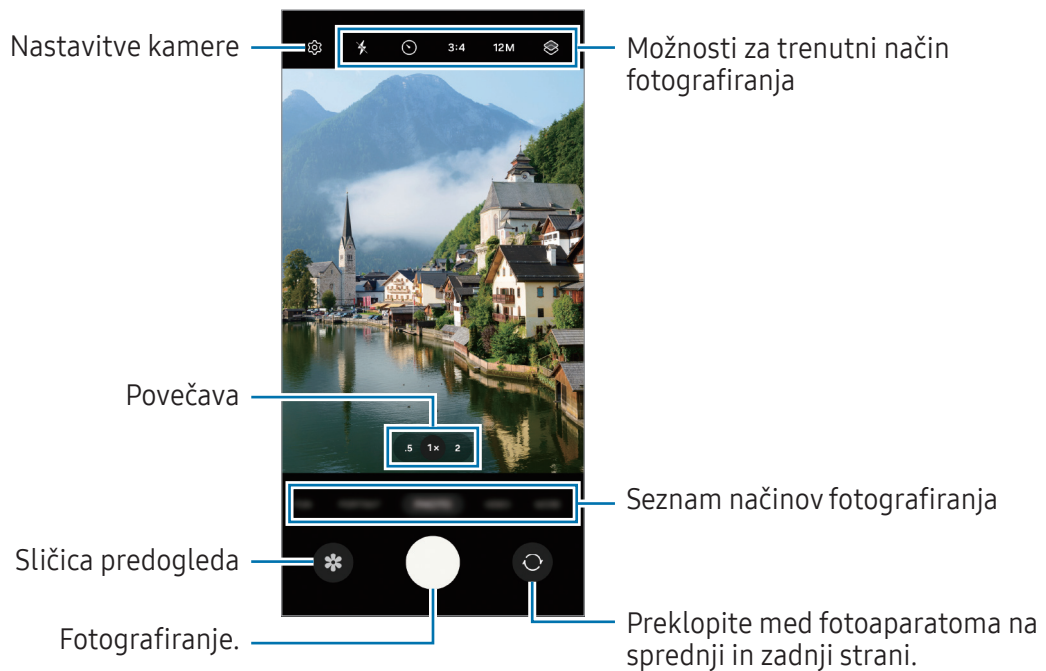 Nastavitve kamere
3:4 12M
Možnosti za trenutni način
fotografiranja
Povečava
.5 1× 2
Seznam načinov fotografiranja
Sličica predogleda
Fotografiranje.
Preklopite med fotoaparatoma na
sprednji in zadnji strani.